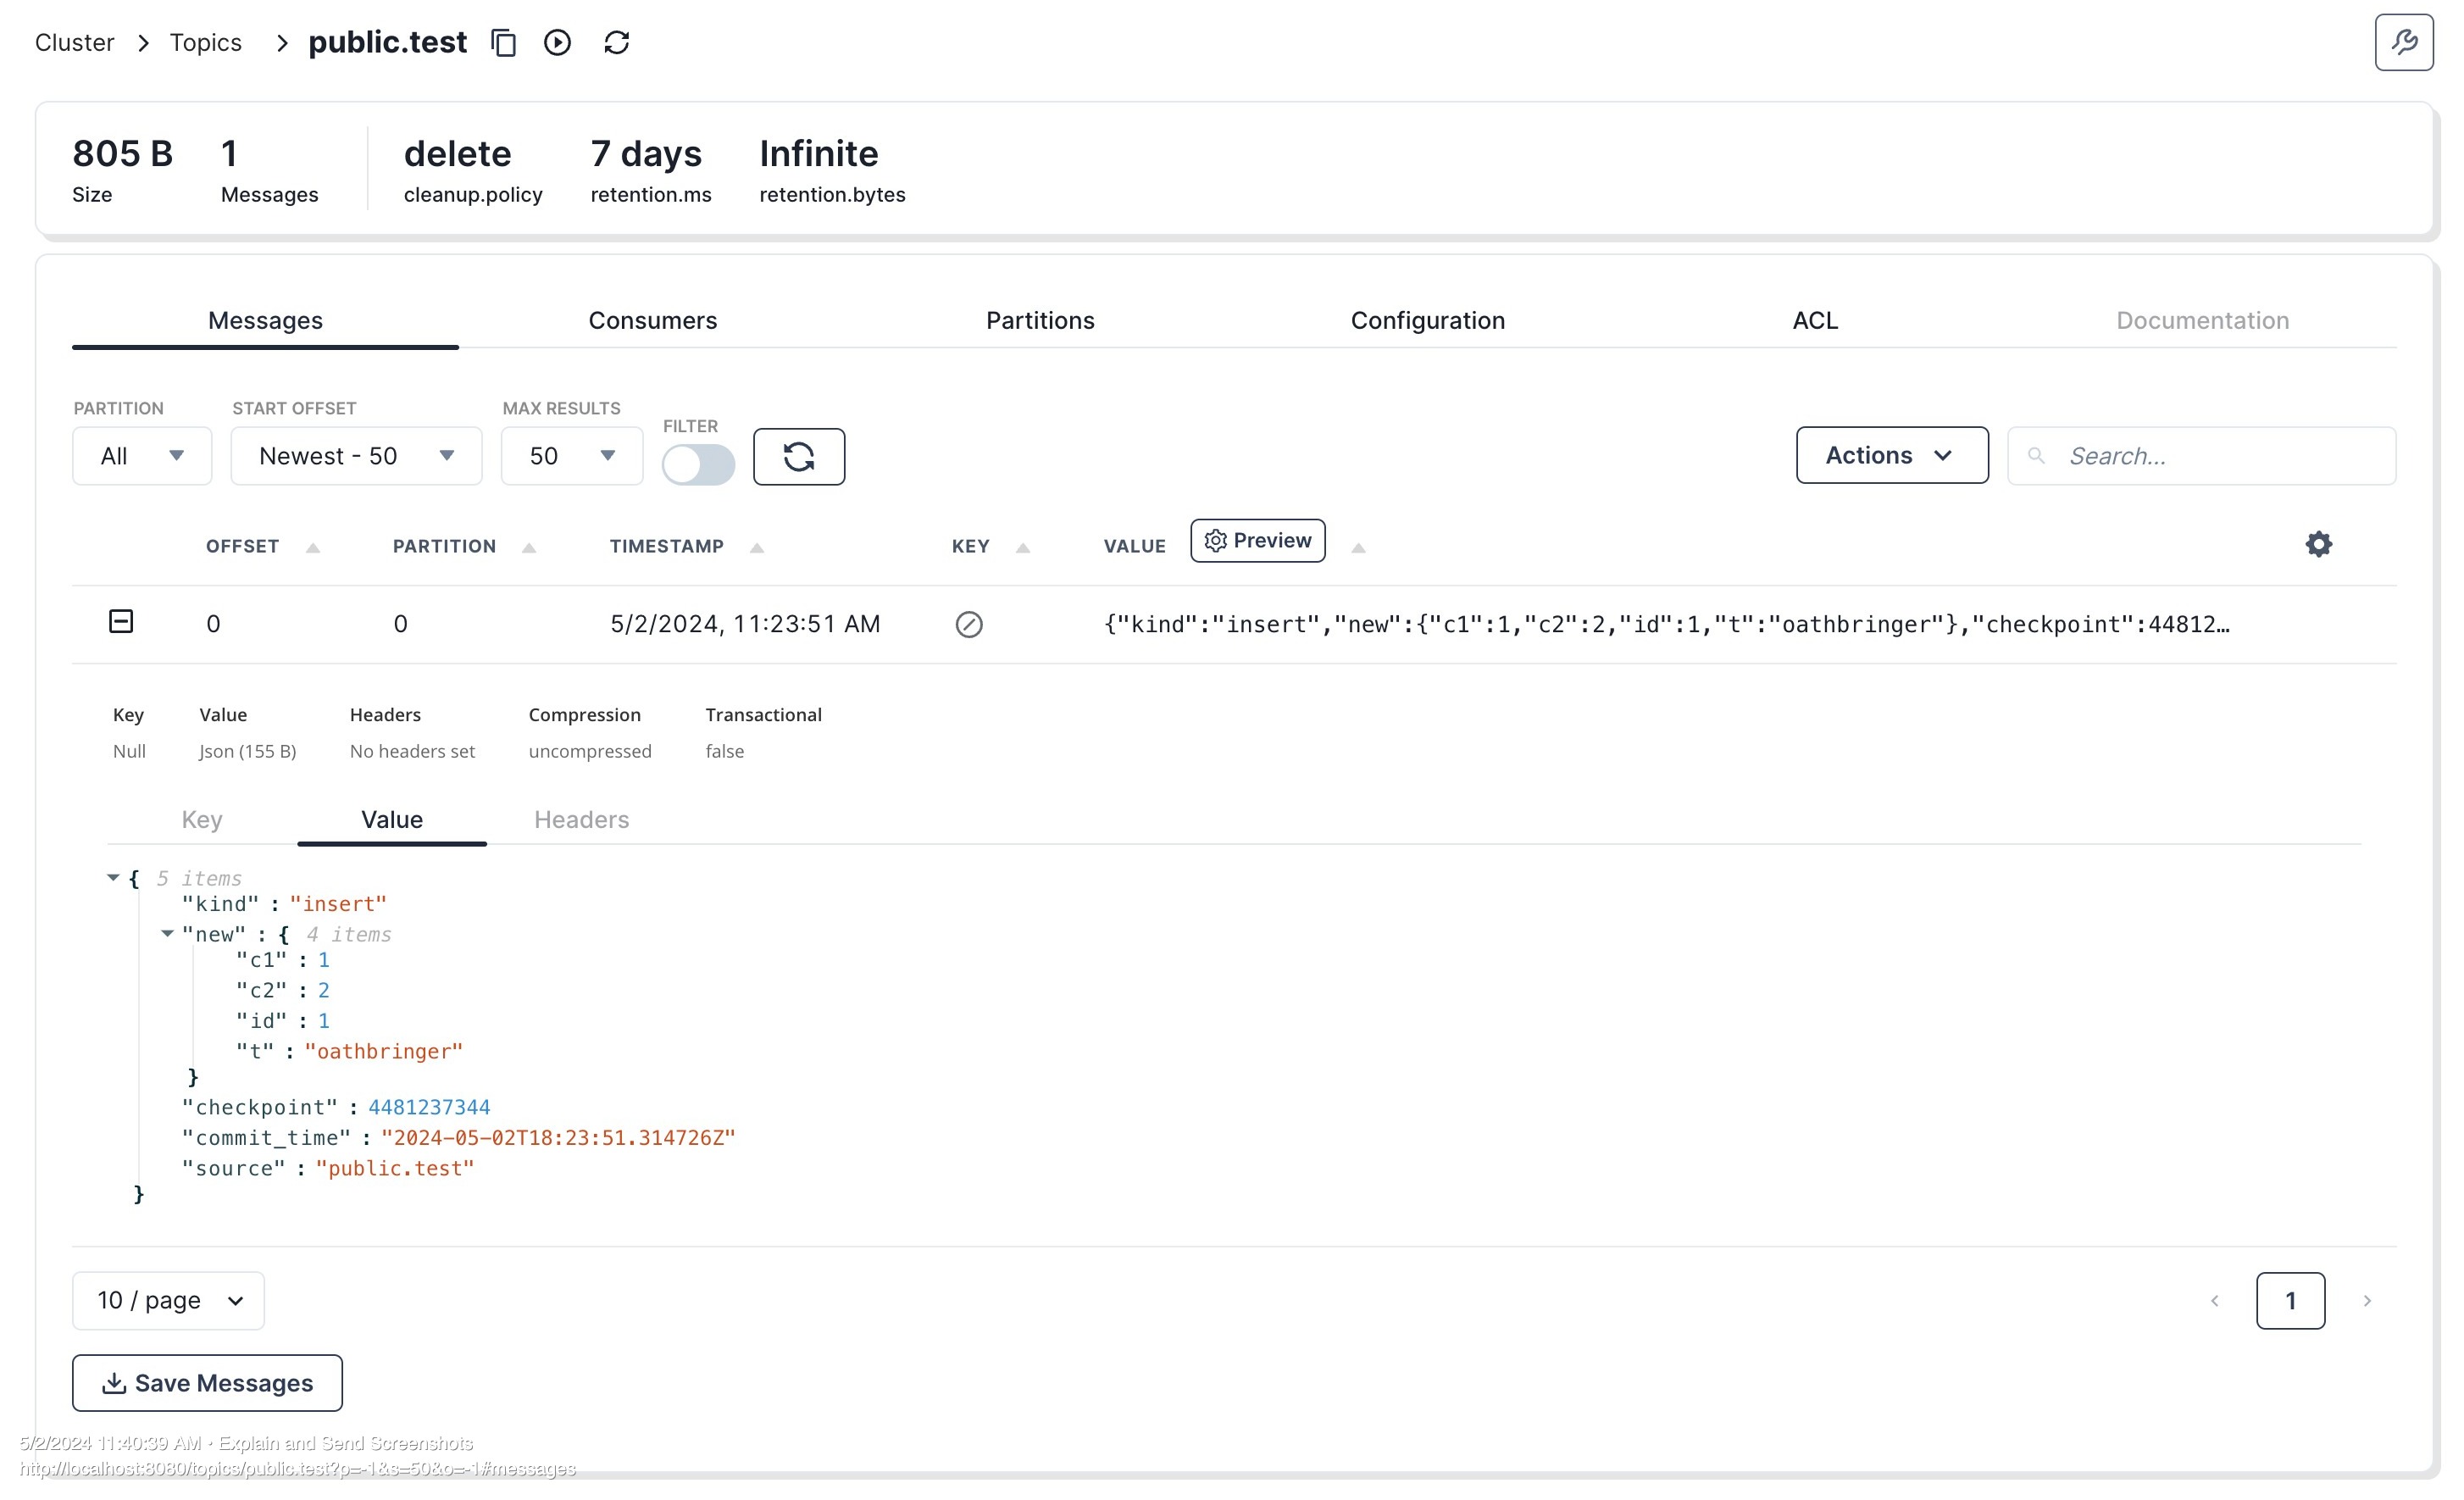 Cluster > Topics > public.test
805 B 1 delete 7 days Infinite
Size Messages cleanup.policy retention.ms retention.bytes
Messages Consumers Partitions Configuration ACL Documentation
PARTITION START OFFSET MAX RESULTS FILTER
All Newest - 50 50 Actions Search...
OFFSET PARTITION TIMESTAMP KEY VALUE Preview
0 0 5/2/2024, 11:23:51 AM {"kind":"insert","new":{"c1":1,"c2":2,"id":1,"t":"oathbringer"},"checkpoint":44812…
Key Value Headers Compression Transactional
Null Json (155 B) No headers set uncompressed false
Key Value Headers
{ 5 items
"kind" : "insert"
"new" : { 4 items
"c1" : 1
"c2" : 2
"id" : 1
"t" : "oathbringer"
}
"checkpoint" : 4481237344
"commit_time" : "2024-05-02T18:23:51.314726Z"
"source" : "public.test"
}
10 / page < 1 >
Save Messages
5/2/2024 11:40:39 AM · Explain and Send Screenshots
http://localhost:8080/topics/public.test?p=-1&s=50&o=-1#messages